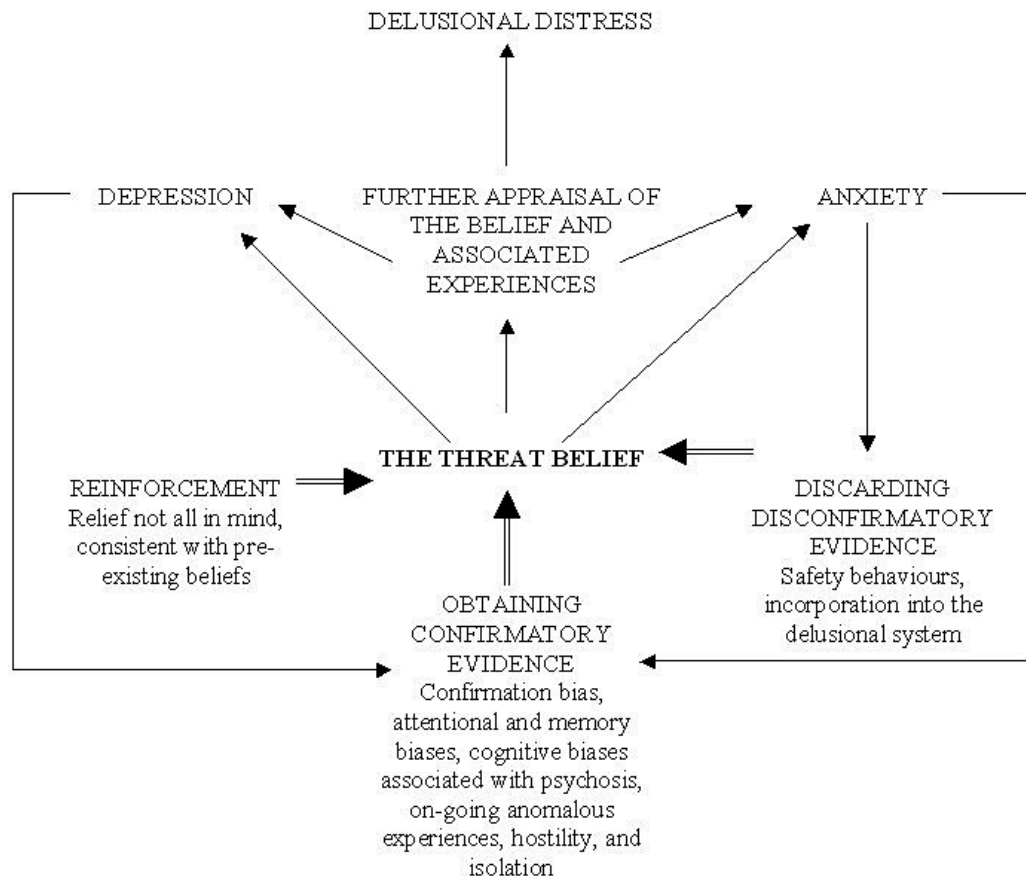 DELUSIONAL DISTRESS
DEPRESSION
FURTHER APPRAISAL OF
THE BELIEF AND
ASSOCIATED
EXPERIENCES
ANXIETY
THE THREAT BELIEF
REINFORCEMENT
Relief not all in mind,
consistent with pre-
existing beliefs
DISCARDING
DISCONFIRMATORY
EVIDENCE
Safety behaviours,
incorporation into the
delusional system
OBTAINING
CONFIRMATORY
EVIDENCE
Confirmation bias,
attentional and memory
biases, cognitive biases
associated with psychosis,
on-going anomalous
experiences, hostility, and
isolation